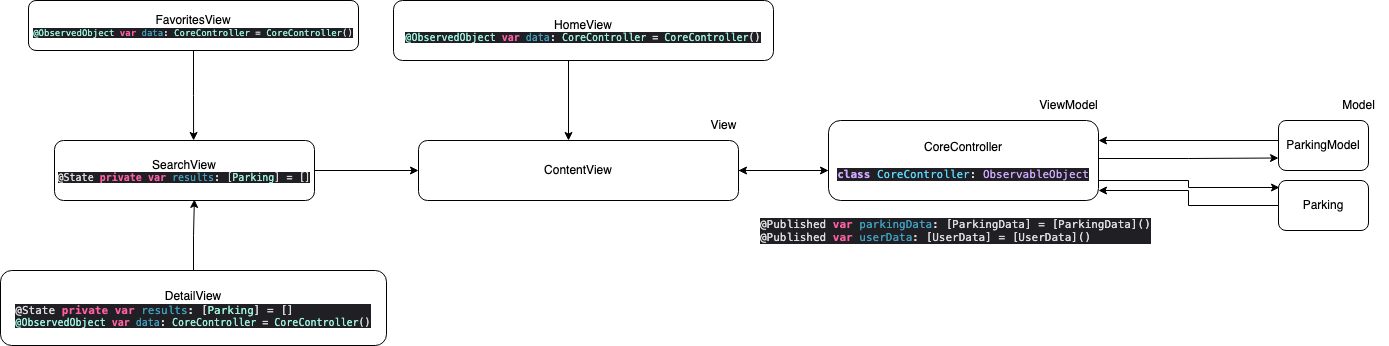 FavoritesView
@ObservedObject var data: CoreController = CoreController()
HomeView
@ObservedObject var data: CoreController = CoreController()
View
ViewModel
Model
SearchView
@State private var results: [Parking] = []
ContentView
CoreController
class CoreController: ObservableObject
ParkingModel
Parking
@Published var parkingData: [ParkingData] = [ParkingData]()
@Published var userData: [UserData] = [UserData]()
DetailView
@State private var results: [Parking] = []
@ObservedObject var data: CoreController = CoreController()